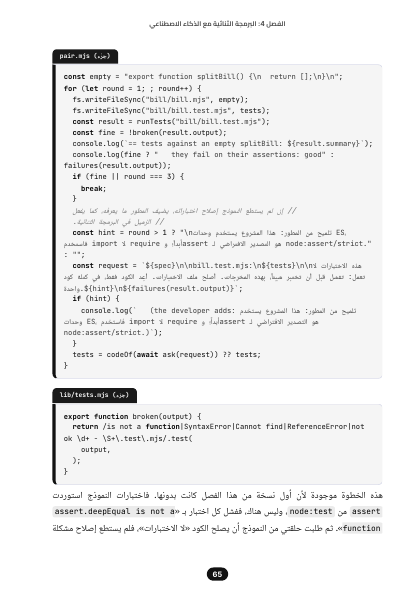 الفصل 4: البرمجة الثنائية مع الذكاء الاصطناعي
pair.mjs (جزء)
const empty = "export function splitBill() {\n  return [];\n}\n";
for (let round = 1; ; round++) {
  fs.writeFileSync("bill/bill.mjs", empty);
  fs.writeFileSync("bill/bill.test.mjs", tests);
  const result = runTests("bill/bill.test.mjs");
  const fine = !broken(result.output);
  console.log(`== tests against an empty splitBill: ${result.summary}`);
  console.log(fine ? "   they fail on their assertions: good" :
failures(result.output));
  if (fine || round === 3) {
    break;
  }
// إن لم يستطع النموذج إصلاح اختباراته، يضيف المطور ما يعرفه، كما يفعل
// الزميل في البرمجة الثنائية.
  const hint = round > 1 ? "\nتلميح من المطور: هذا المشروع يستخدم وحدات ES,
فاستخدم import لا require أبدا؛ و assert هو التصدير الافتراضي لـ node:assert/strict."
: "";
  const request = `${spec}\n\nbill.test.mjs:\n${tests}\n\nهذه الاختبارات لا
تعمل: تفشل قبل أن تختبر شيئا، بهذه المخرجات. أصلح ملف الاختبارات. أعد الكود فقط، في كتلة كود
واحدة.${hint}\n${failures(result.output)}`;
  if (hint) {
    console.log(`   (the developer adds: تلميح من المطور: هذا المشروع يستخدم
وحدات ES, فاستخدم import لا require أبدا؛ و assert هو التصدير الافتراضي لـ
node:assert/strict.)`);
  }
  tests = codeOf(await ask(request)) ?? tests;
}
lib/tests.mjs (جزء)
export function broken(output) {
  return /is not a function|SyntaxError|Cannot find|ReferenceError|not
ok \d+ - \S+\.test\.mjs/.test(
    output,
  );
}
هذه الخطوة موجودة لأن أول نسخة من هذا الفصل كانت بدونها. فاختبارات النموذج استوردت
assert من node:test، وليس هناك، ففشل كل اختبار بـ «assert.deepEqual is not a
function». ثم طلبت حلقتي من النموذج أن يصلح الكود «لا الاختبارات»، فلم يستطع إصلاح مشكلة
65